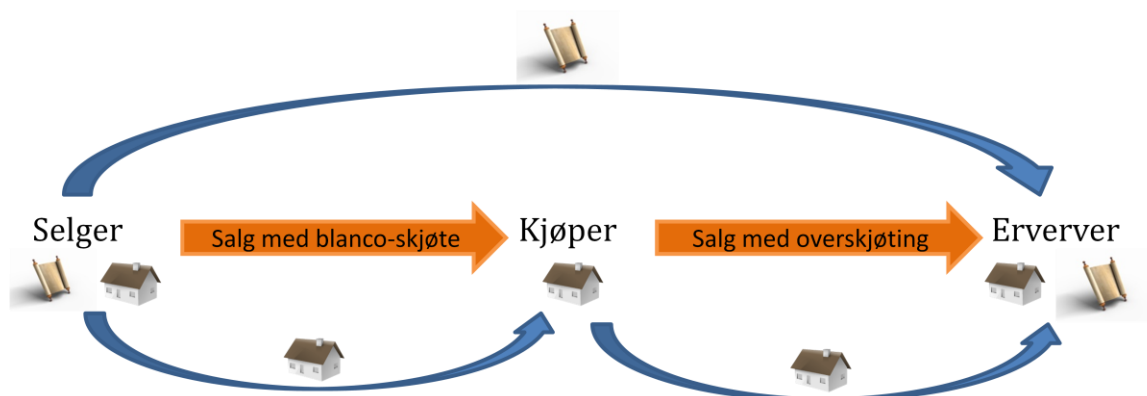 Selger
Salg med blanco-skjøte
Kjøper
Salg med overskjøting
Erverver